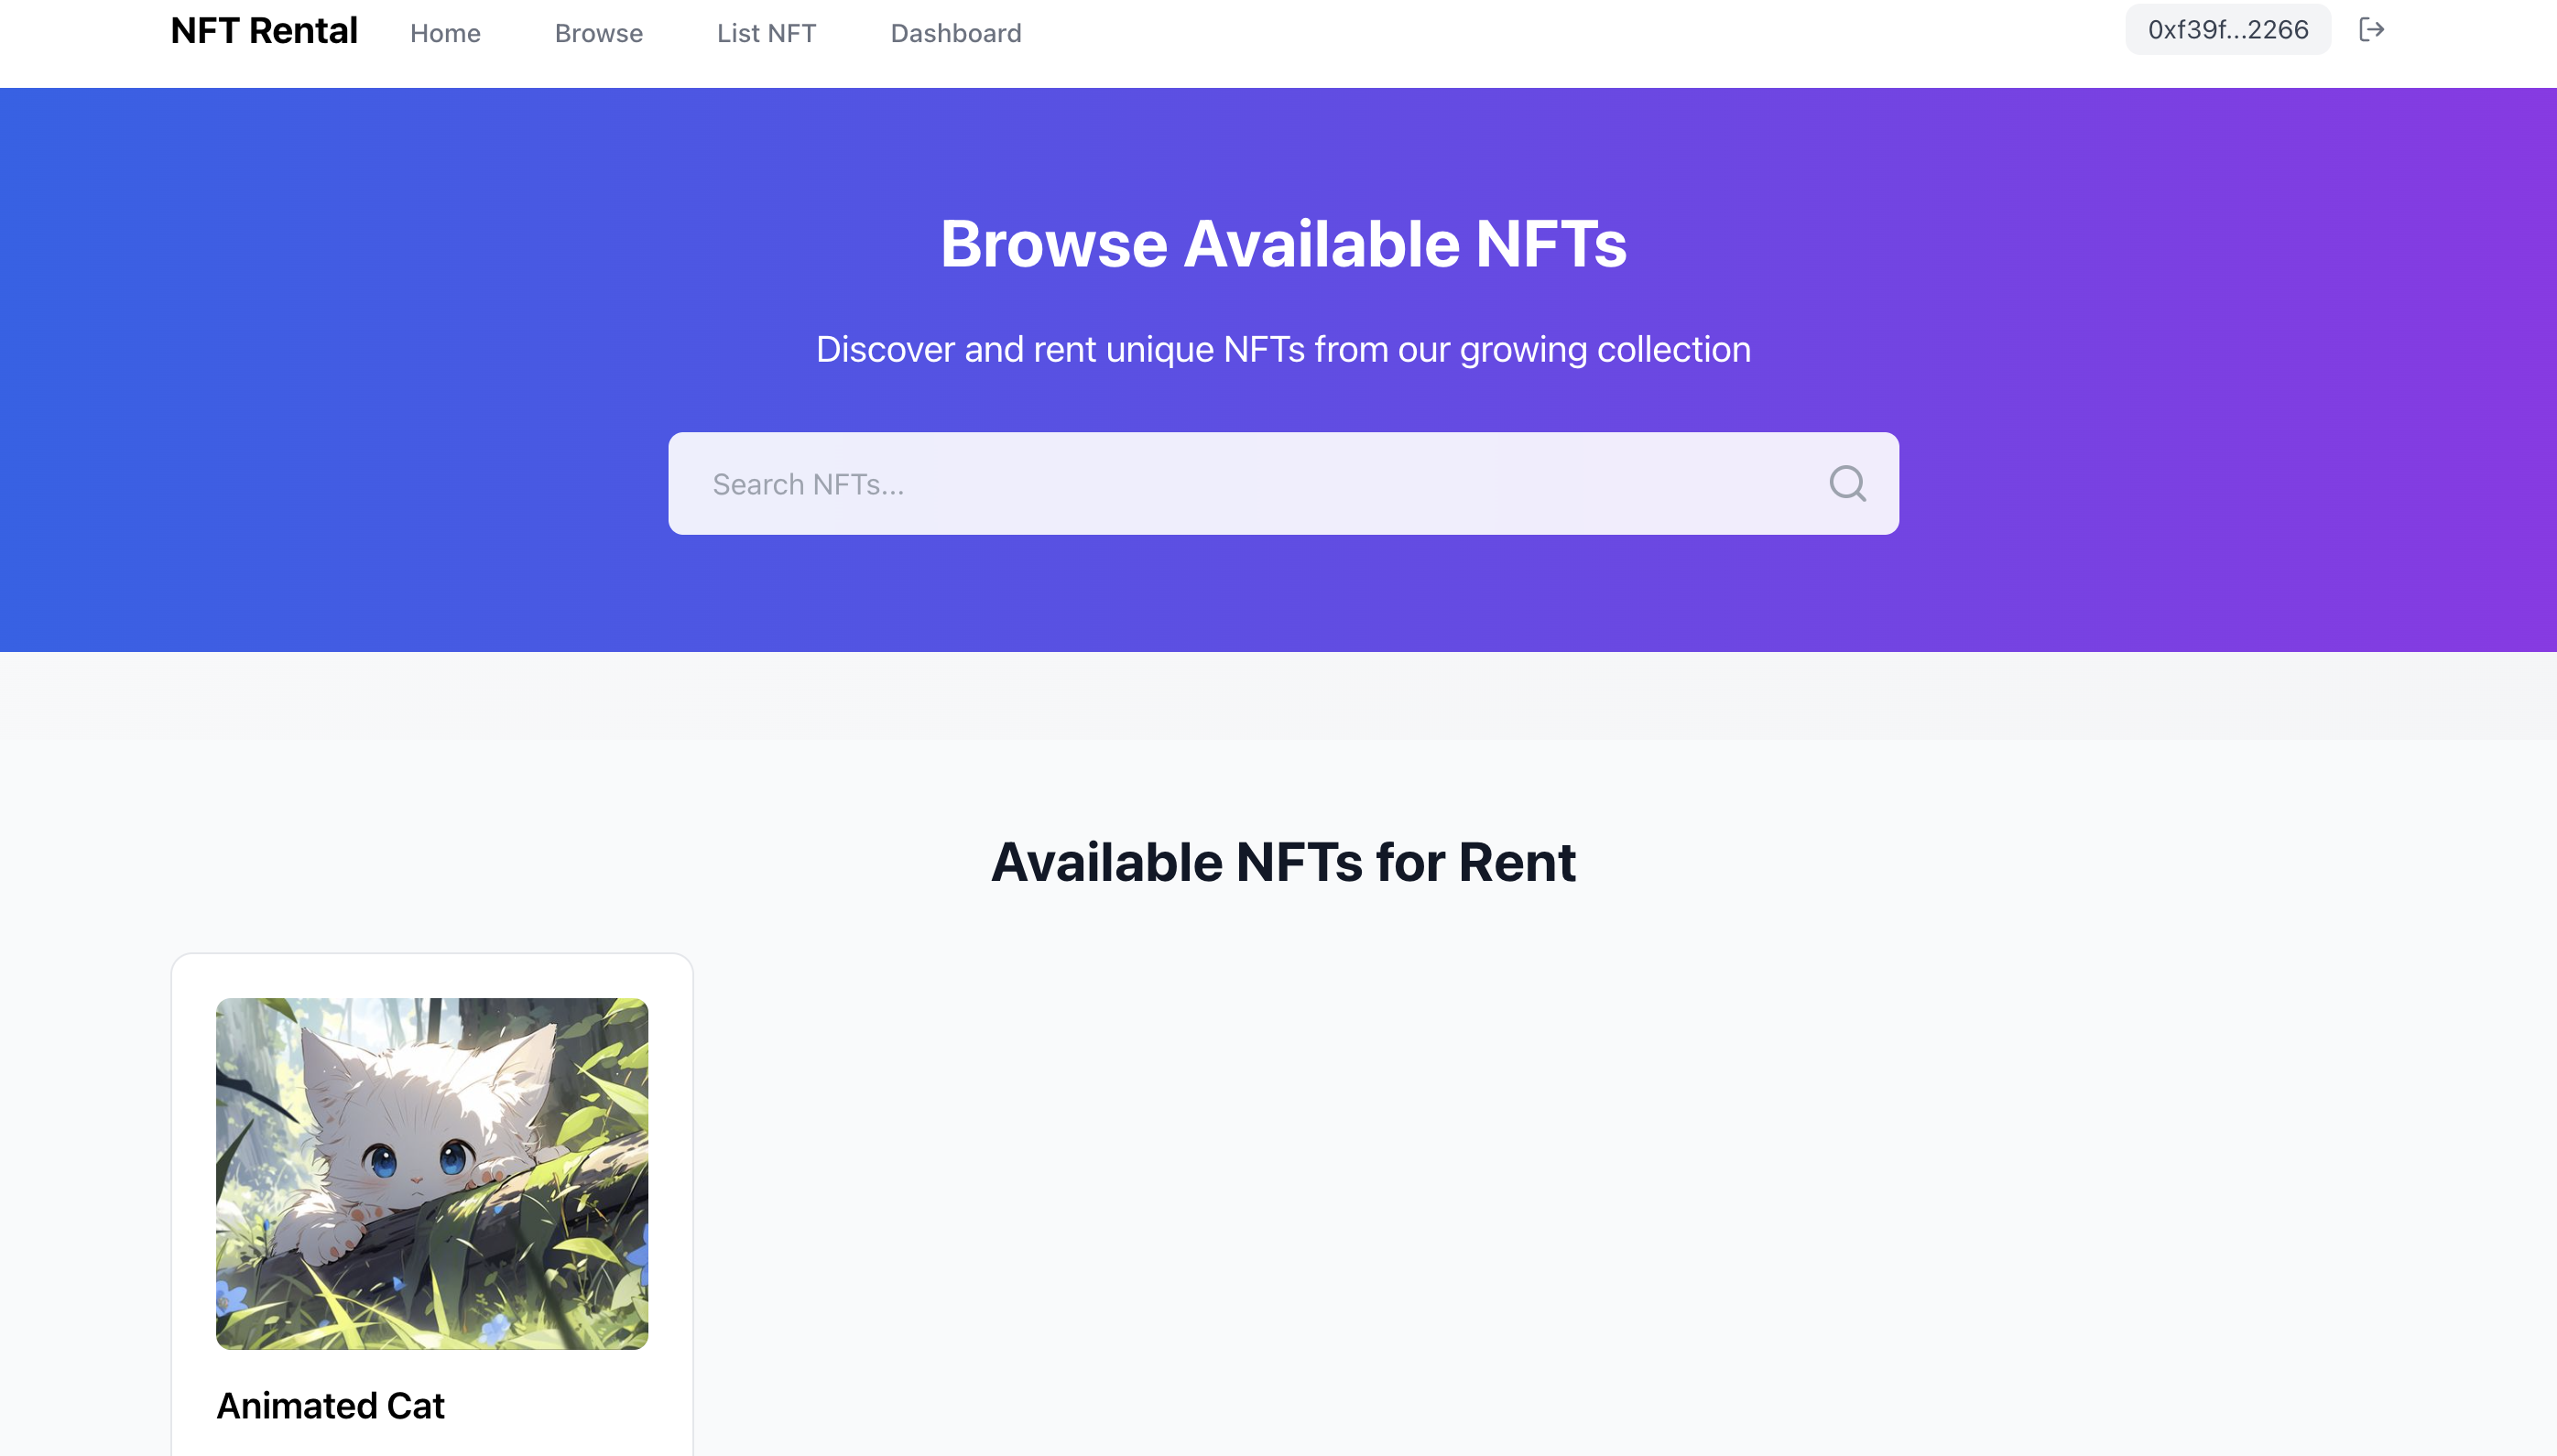 NFT Rental
Home
Browse
List NFT
Dashboard
0xf39f...2266
Browse Available NFTs
Discover and rent unique NFTs from our growing collection
Search NFTs...
Available NFTs for Rent
Animated Cat